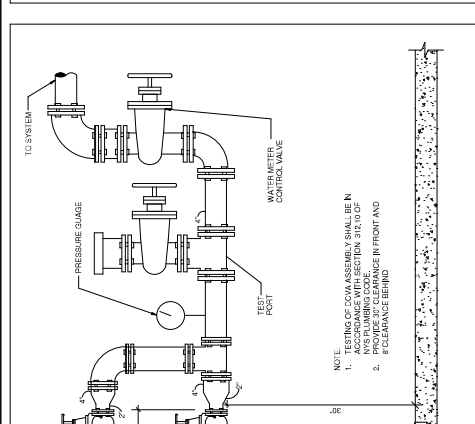 TO SYSTEM
PRESSURE GUAGE
WATER METER
CONTROL VALVE
4"
TEST
PORT
4"
2"
4"
2"
NOTE:
1. TESTING OF DCVA ASSEMBLY SHALL BE IN
ACCORDANCE WITH SECTION 312.10 OF
NYS PLUMBING CODE.
2. PROVIDE 30" CLEARANCE IN FRONT AND
8" CLEARANCE BEHIND
30"